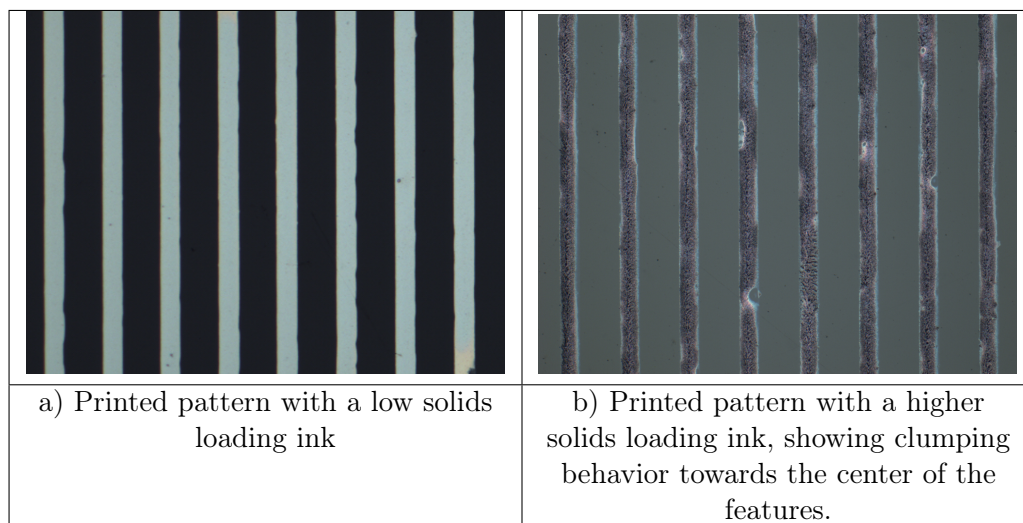 a) Printed pattern with a low solids
loading ink
b) Printed pattern with a higher
solids loading ink, showing clumping
behavior towards the center of the
features.